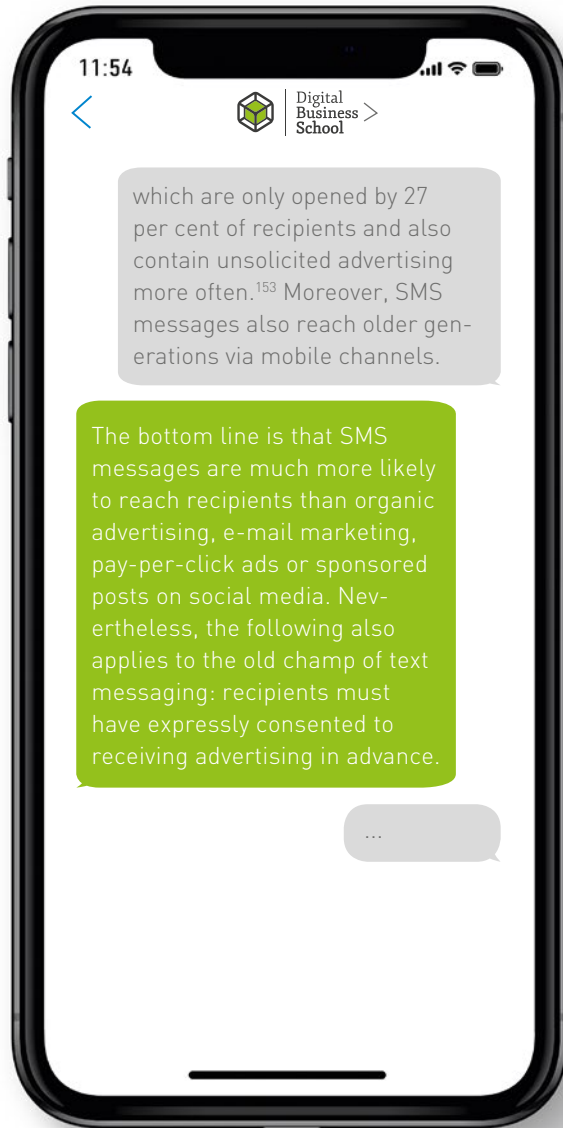 11:54
Digital
Business
School
which are only opened by 27
per cent of recipients and also
contain unsolicited advertising
more often.153 Moreover, SMS
messages also reach older gen-
erations via mobile channels.
The bottom line is that SMS
messages are much more likely
to reach recipients than organic
advertising, e-mail marketing,
pay-per-click ads or sponsored
posts on social media. Nev-
ertheless, the following also
applies to the old champ of text
messaging: recipients must
have expressly consented to
receiving advertising in advance.
...